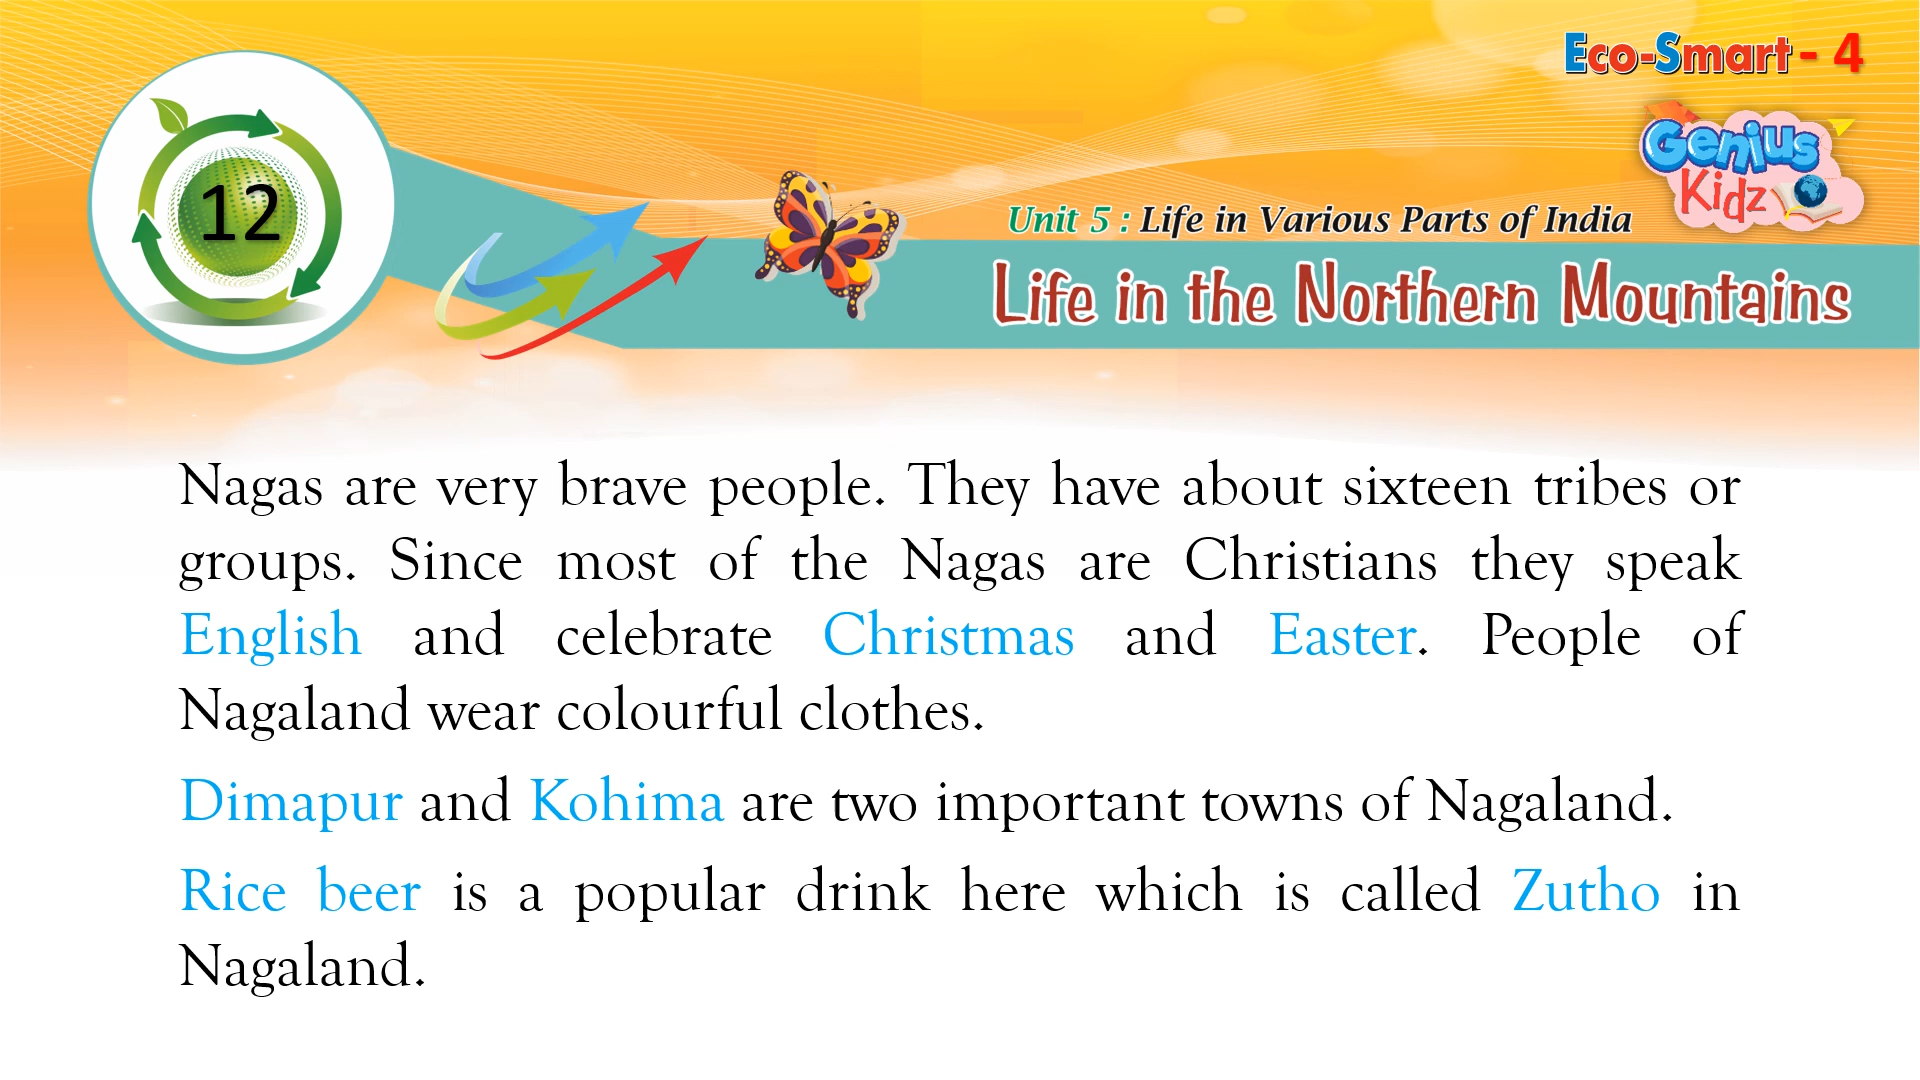 Eco-Smart - 4
Genius
Kidz
12
Unit 5 : Life in Various Parts of India
Life in the Northern Mountains
Nagas are very brave people. They have about sixteen tribes or
groups. Since most of the Nagas are Christians they speak
English and celebrate Christmas and Easter. People of
Nagaland wear colourful clothes.
Dimapur and Kohima are two important towns of Nagaland.
Rice beer is a popular drink here which is called Zutho in
Nagaland.